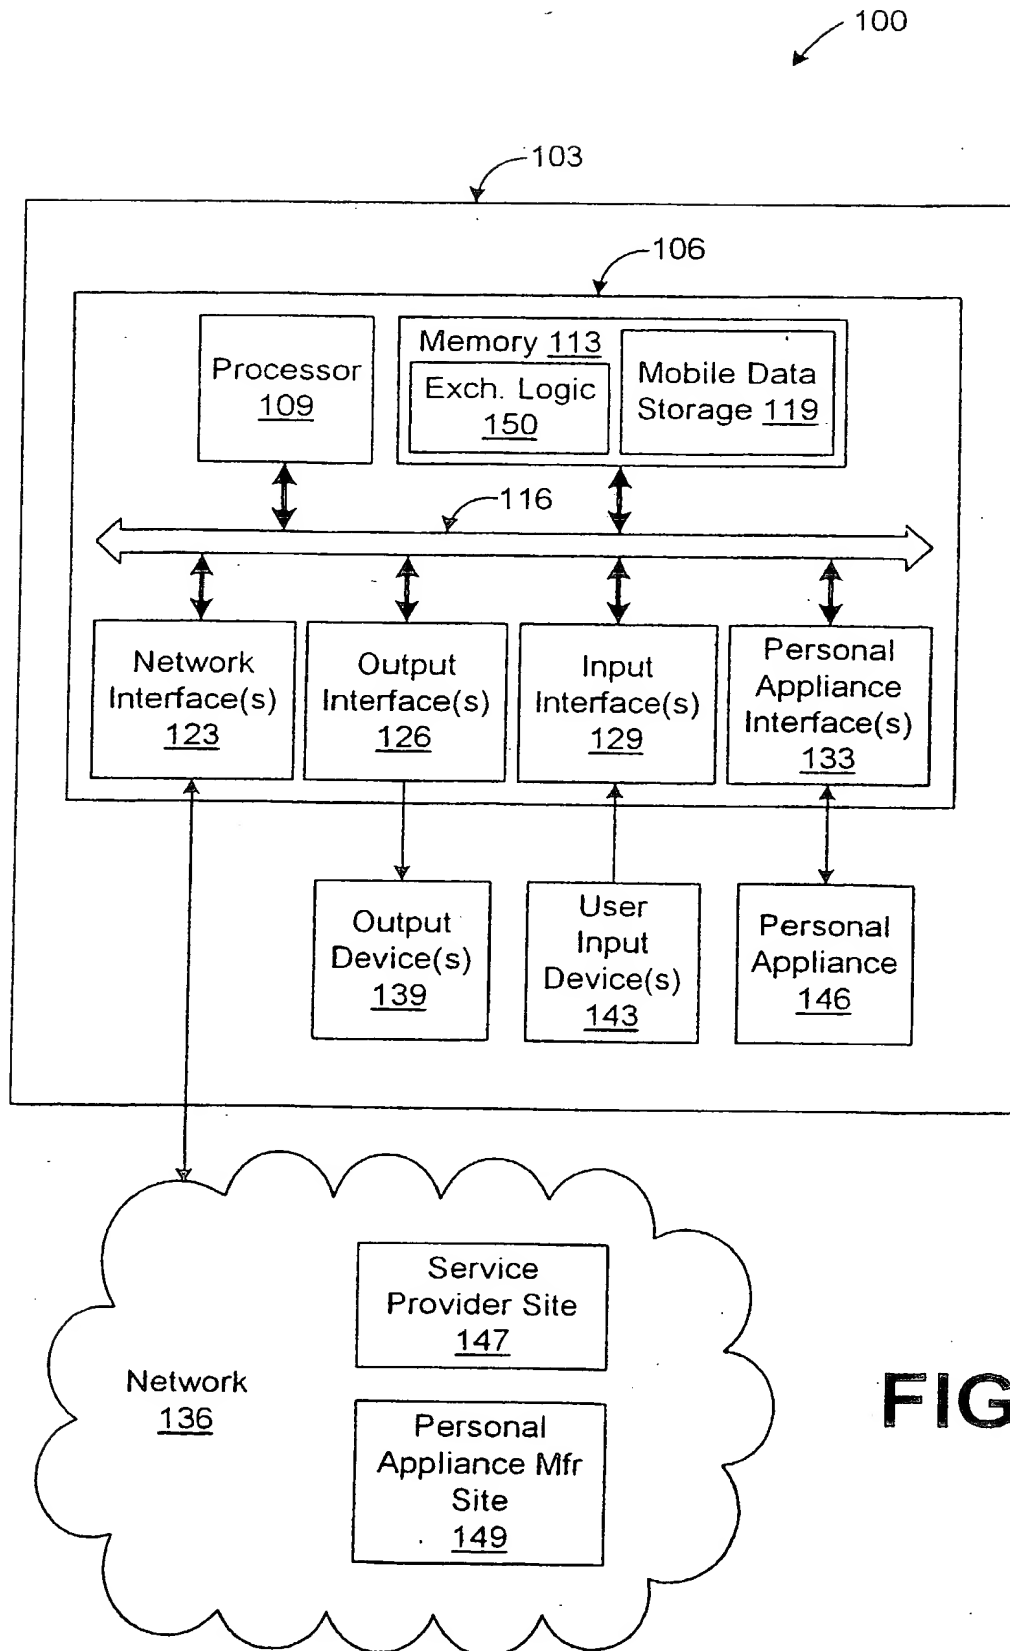 100
103
106
Processor
109
Memory 113
Exch. Logic
150
Mobile Data
Storage 119
116
Network
Interface(s)
123
Output
Interface(s)
126
Input
Interface(s)
129
Personal
Appliance
Interface(s)
133
Output
Device(s)
139
User
Input
Device(s)
143
Personal
Appliance
146
Service
Provider Site
147
Network
136
Personal
Appliance Mfr
Site
149
FIG